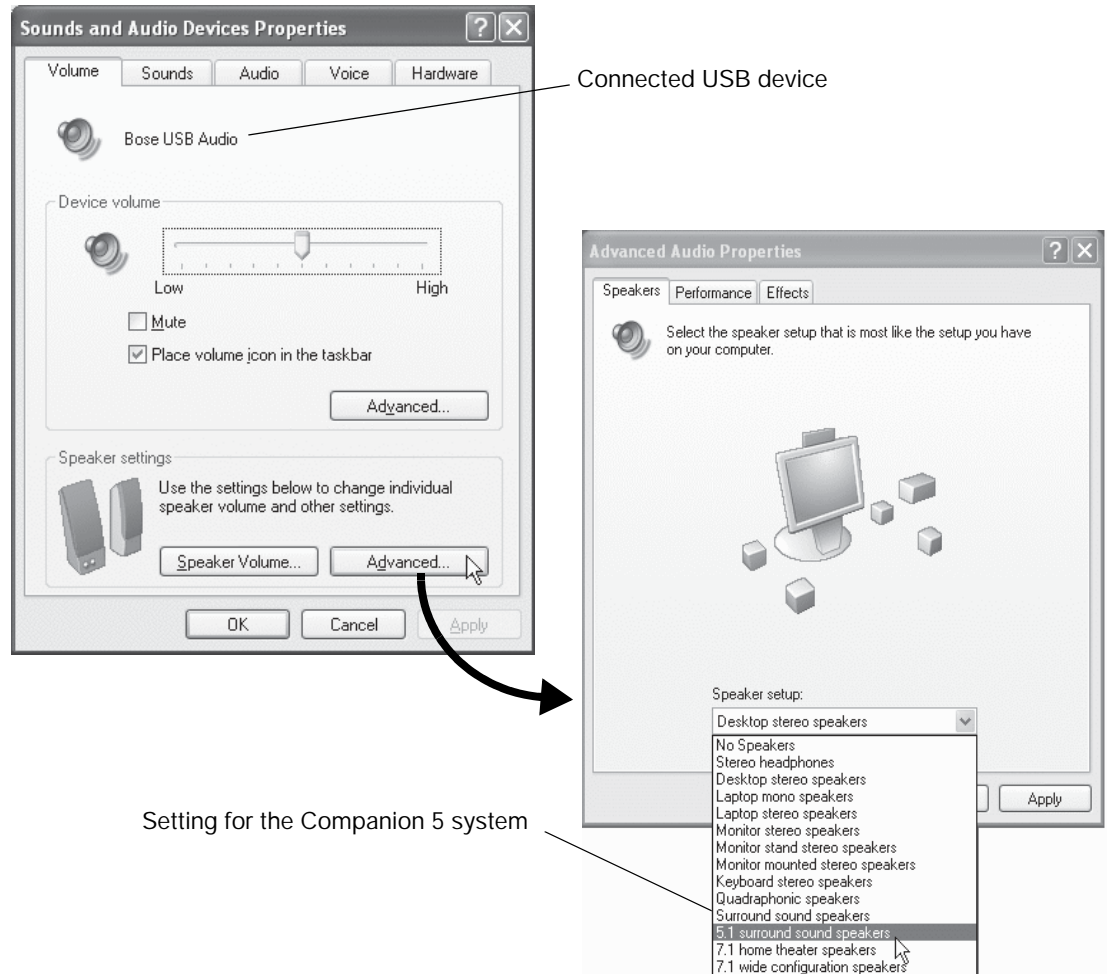 Sounds and Audio Devices Properties
Volume
Sounds
Audio
Voice
Hardware
Connected USB device
Bose USB Audio
Device volume
Low
High
Mute
Place volume icon in the taskbar
Advanced...
Speaker settings
Use the settings below to change individual
speaker volume and other settings.
Speaker Volume...
Advanced...
OK
Cancel
Apply
Advanced Audio Properties
Speakers
Performance
Effects
Select the speaker setup that is most like the setup you have
on your computer.
Speaker setup:
Desktop stereo speakers
No Speakers
Stereo headphones
Desktop stereo speakers
Laptop mono speakers
Laptop stereo speakers
Monitor stereo speakers
Monitor stand stereo speakers
Monitor mounted stereo speakers
Keyboard stereo speakers
Quadraphonic speakers
Surround sound speakers
5.1 surround sound speakers
7.1 home theater speakers
7.1 wide configuration speakers
Apply
Setting for the Companion 5 system